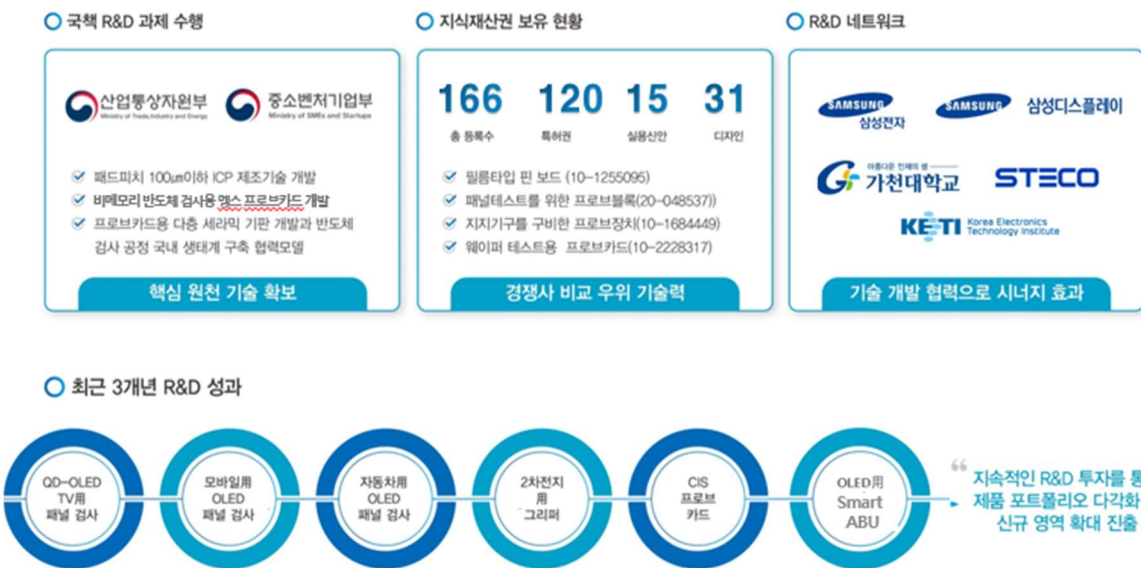 국책 R&D 과제 수행
산업통상자원부
Ministry of Trade, Industry and Energy
중소벤처기업부
Ministry of SMEs and Startups
패드피치 100㎛이하 ICP 제조기술 개발
비메모리 반도체 검사용 멤스 프로브카드 개발
프로브카드용 다층 세라믹 기판 개발과 반도체
검사 공정 국내 생태계 구축 협력모델
핵심 원천 기술 확보
지식재산권 보유 현황
166 120 15 31
총 등록수 특허권 실용신안 디자인
필름타입 핀 보드 (10-1255095)
패널테스트를 위한 프로브블록(20-048537))
지지기구를 구비한 프로브장치(10-1684449)
웨이퍼 테스트용 프로브카드(10-2228317)
경쟁사 비교 우위 기술력
R&D 네트워크
SAMSUNG
삼성전자
SAMSUNG 삼성디스플레이
아름다운 인재의 샘
가천대학교
STECO
KETI Korea Electronics
Technology Institute
기술 개발 협력으로 시너지 효과
최근 3개년 R&D 성과
QD-OLED
TV用
패널 검사
모바일用
OLED
패널 검사
자동차用
OLED
패널 검사
2차전지
用
그리퍼
CIS
프로브
카드
OLED用
Smart
ABU
“ 지속적인 R&D 투자를 통
제품 포트폴리오 다각화
신규 영역 확대 진출